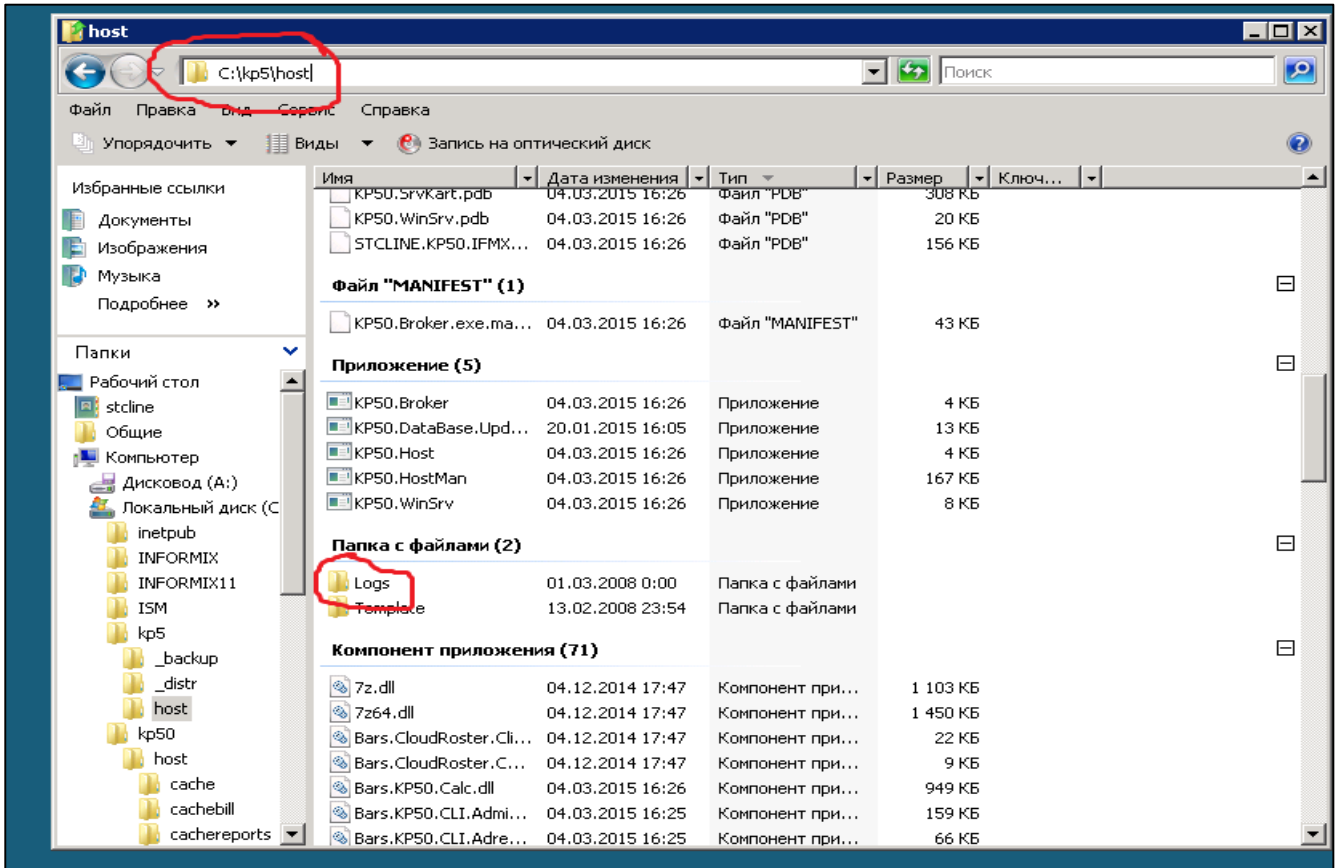 host
C:\kp5\host
Поиск
Файл Правка Вид Сервис Справка
Упорядочить Виды Запись на оптический диск
Избранные ссылки
Документы
Изображения
Музыка
Подробнее »
Папки
Рабочий стол
stcline
Общие
Компьютер
Дисковод (A:)
Локальный диск (C
inetpub
INFORMIX
INFORMIX11
ISM
kp5
_backup
_distr
host
kp50
host
cache
cachebill
cachereports
Имя Дата изменения Тип Размер Ключ...
KP50.SrvKart.pdb 04.03.2015 16:26 Файл "PDB" 308 КБ
KP50.WinSrv.pdb 04.03.2015 16:26 Файл "PDB" 20 КБ
STCLINE.KP50.IFMX... 04.03.2015 16:26 Файл "PDB" 156 КБ
Файл "MANIFEST" (1)
KP50.Broker.exe.ma... 04.03.2015 16:26 Файл "MANIFEST" 43 КБ
Приложение (5)
KP50.Broker 04.03.2015 16:26 Приложение 4 КБ
KP50.DataBase.Upd... 20.01.2015 16:05 Приложение 13 КБ
KP50.Host 04.03.2015 16:26 Приложение 4 КБ
KP50.HostMan 04.03.2015 16:26 Приложение 167 КБ
KP50.WinSrv 04.03.2015 16:26 Приложение 8 КБ
Папка с файлами (2)
Logs 01.03.2008 0:00 Папка с файлами
Template 13.02.2008 23:54 Папка с файлами
Компонент приложения (71)
7z.dll 04.12.2014 17:47 Компонент при... 1 103 КБ
7z64.dll 04.12.2014 17:47 Компонент при... 1 450 КБ
Bars.CloudRoster.Cli... 04.12.2014 17:47 Компонент при... 22 КБ
Bars.CloudRoster.C... 04.12.2014 17:47 Компонент при... 9 КБ
Bars.KP50.Calc.dll 04.03.2015 16:26 Компонент при... 949 КБ
Bars.KP50.CLI.Admi... 04.03.2015 16:25 Компонент при... 159 КБ
Bars.KP50.CLI.Adre... 04.03.2015 16:25 Компонент при... 66 КБ